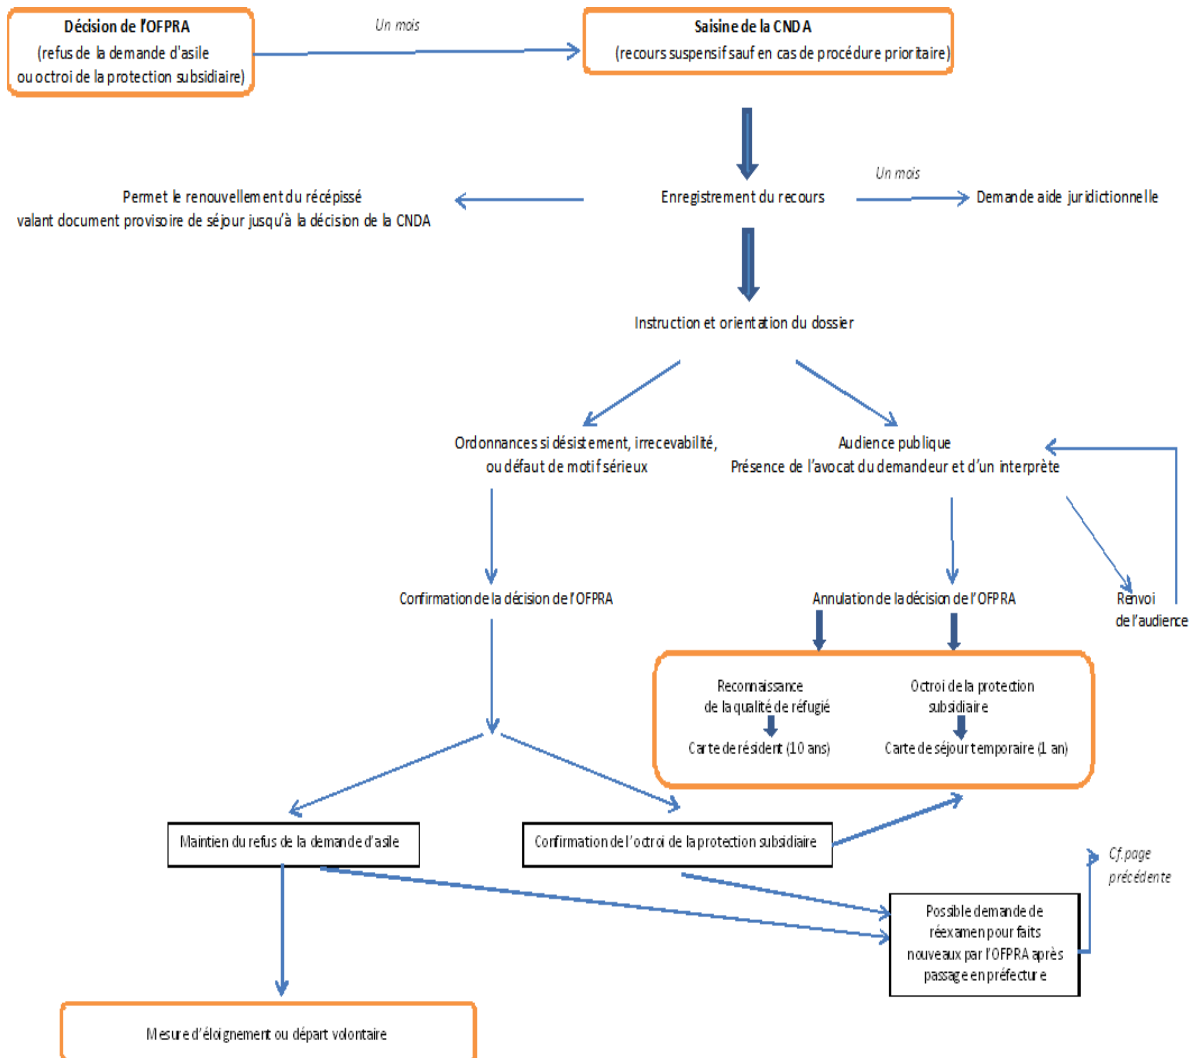 Décision de l'OFPRA
(refus de la demande d'asile
ou octroi de la protection subsidiaire)
Un mois
Saisine de la CNDA
(recours suspensif sauf en cas de procédure prioritaire)
Permet le renouvellement du récépissé
valant document provisoire de séjour jusqu'à la décision de la CNDA
Enregistrement du recours
Un mois
Demande aide juridictionnelle
Instruction et orientation du dossier
Ordonnances si désistement, irrecevabilité,
ou défaut de motif sérieux
Audience publique
Présence de l'avocat du demandeur et d'un interprète
Confirmation de la décision de l'OFPRA
Annulation de la décision de l'OFPRA
Renvoi
de l'audience
Reconnaissance
de la qualité de réfugié
Octroi de la protection
subsidiaire
Carte de résident (10 ans)
Carte de séjour temporaire (1 an)
Maintien du refus de la demande d'asile
Confirmation de l'octroi de la protection subsidiaire
Cf. page
précédente
Possible demande de
réexamen pour faits
nouveaux par l'OFPRA après
passage en préfecture
Mesure d'éloignement ou départ volontaire